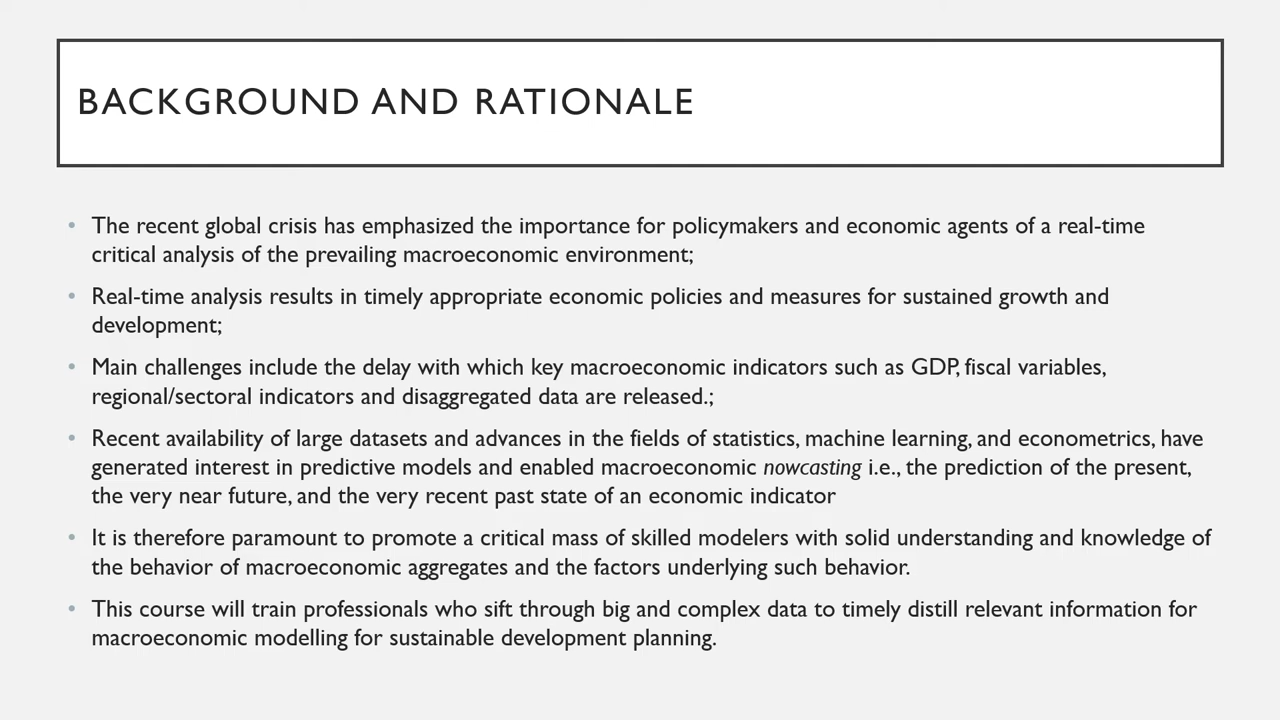 BACKGROUND AND RATIONALE
• The recent global crisis has emphasized the importance for policymakers and economic agents of a real-time
critical analysis of the prevailing macroeconomic environment;
• Real-time analysis results in timely appropriate economic policies and measures for sustained growth and
development;
• Main challenges include the delay with which key macroeconomic indicators such as GDP, fiscal variables,
regional/sectoral indicators and disaggregated data are released.;
• Recent availability of large datasets and advances in the fields of statistics, machine learning, and econometrics, have
generated interest in predictive models and enabled macroeconomic nowcasting i.e., the prediction of the present,
the very near future, and the very recent past state of an economic indicator
• It is therefore paramount to promote a critical mass of skilled modelers with solid understanding and knowledge of
the behavior of macroeconomic aggregates and the factors underlying such behavior.
• This course will train professionals who sift through big and complex data to timely distill relevant information for
macroeconomic modelling for sustainable development planning.